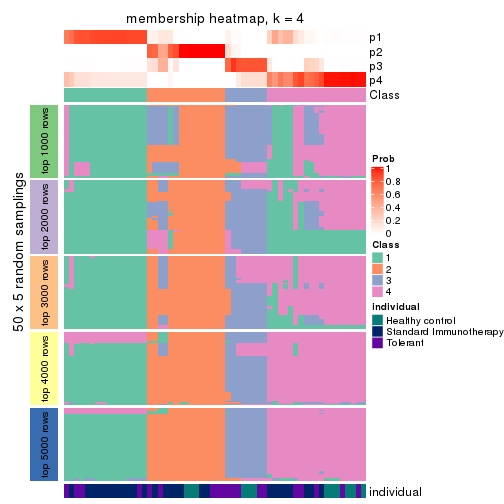 membership heatmap, k = 4
p1
p2
p3
p4
Class
50 x 5 random samplings
top 1000 rows
top 2000 rows
top 3000 rows
top 4000 rows
top 5000 rows
individual
Prob
1
0.8
0.6
0.4
0.2
0
Class
1
2
3
4
individual
Healthy control
Standard Immunotherapy
Tolerant